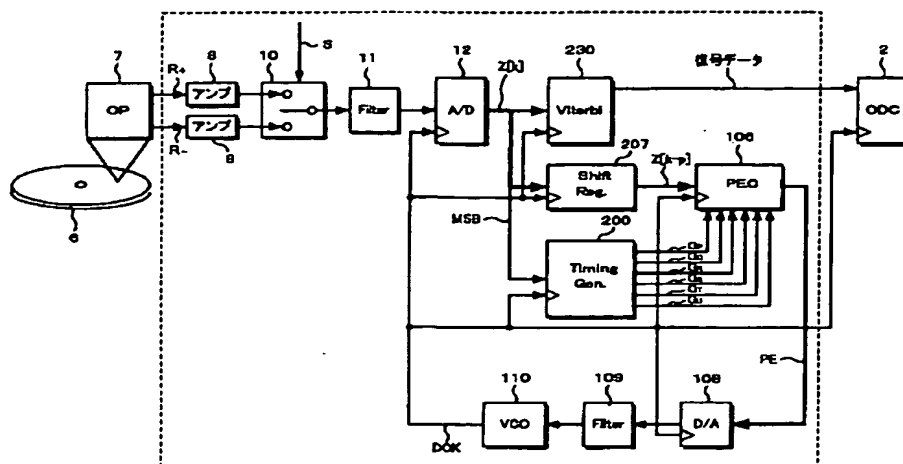 S
7
R+
8
アンプ
10
11
12
Z[k]
230
復号データ
2
OP
Filter
A/D
Viterbi
ODC
R-
アンプ
8
207
Z[k-p]
106
6
Shift
Reg.
PEC
MSB
200
Timing
Gen.
PE
110
109
108
VCO
Filter
D/A
DCK